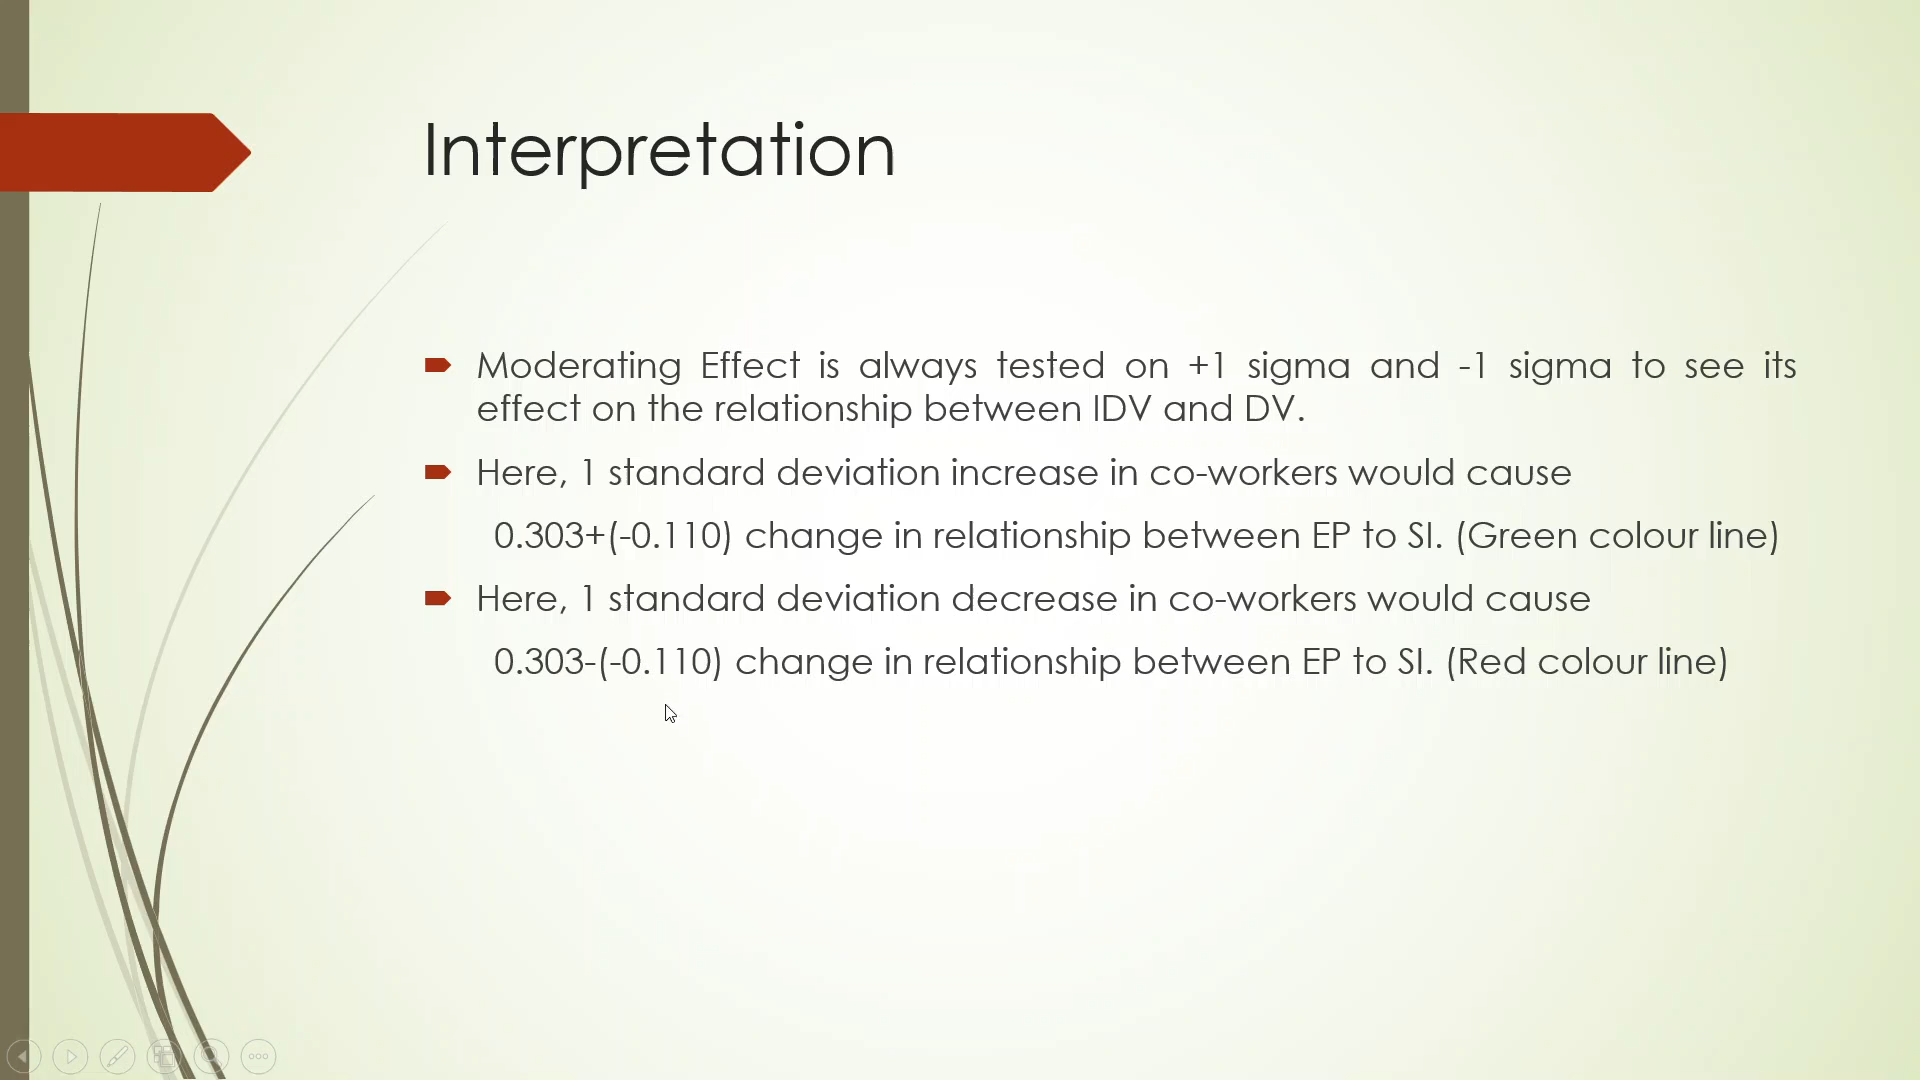 Interpretation
Moderating Effect is always tested on +1 sigma and -1 sigma to see its
effect on the relationship between IDV and DV.
Here, 1 standard deviation increase in co-workers would cause
0.303+(-0.110) change in relationship between EP to SI. (Green colour line)
Here, 1 standard deviation decrease in co-workers would cause
0.303-(-0.110) change in relationship between EP to SI. (Red colour line)